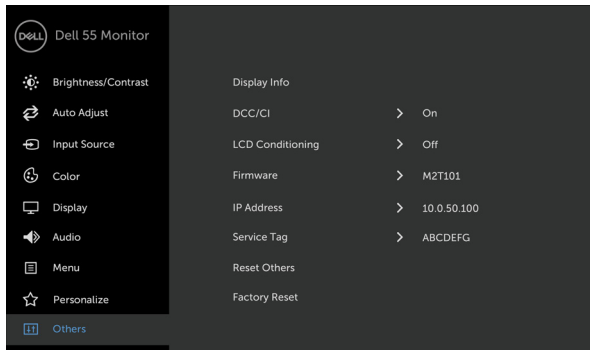 DELL Dell 55 Monitor
Brightness/Contrast Display Info
Auto Adjust DCC/CI > On
Input Source LCD Conditioning > Off
Color Firmware > M2T101
Display IP Address > 10.0.50.100
Audio Service Tag > ABCDEFG
Menu Reset Others
Personalize Factory Reset
Others